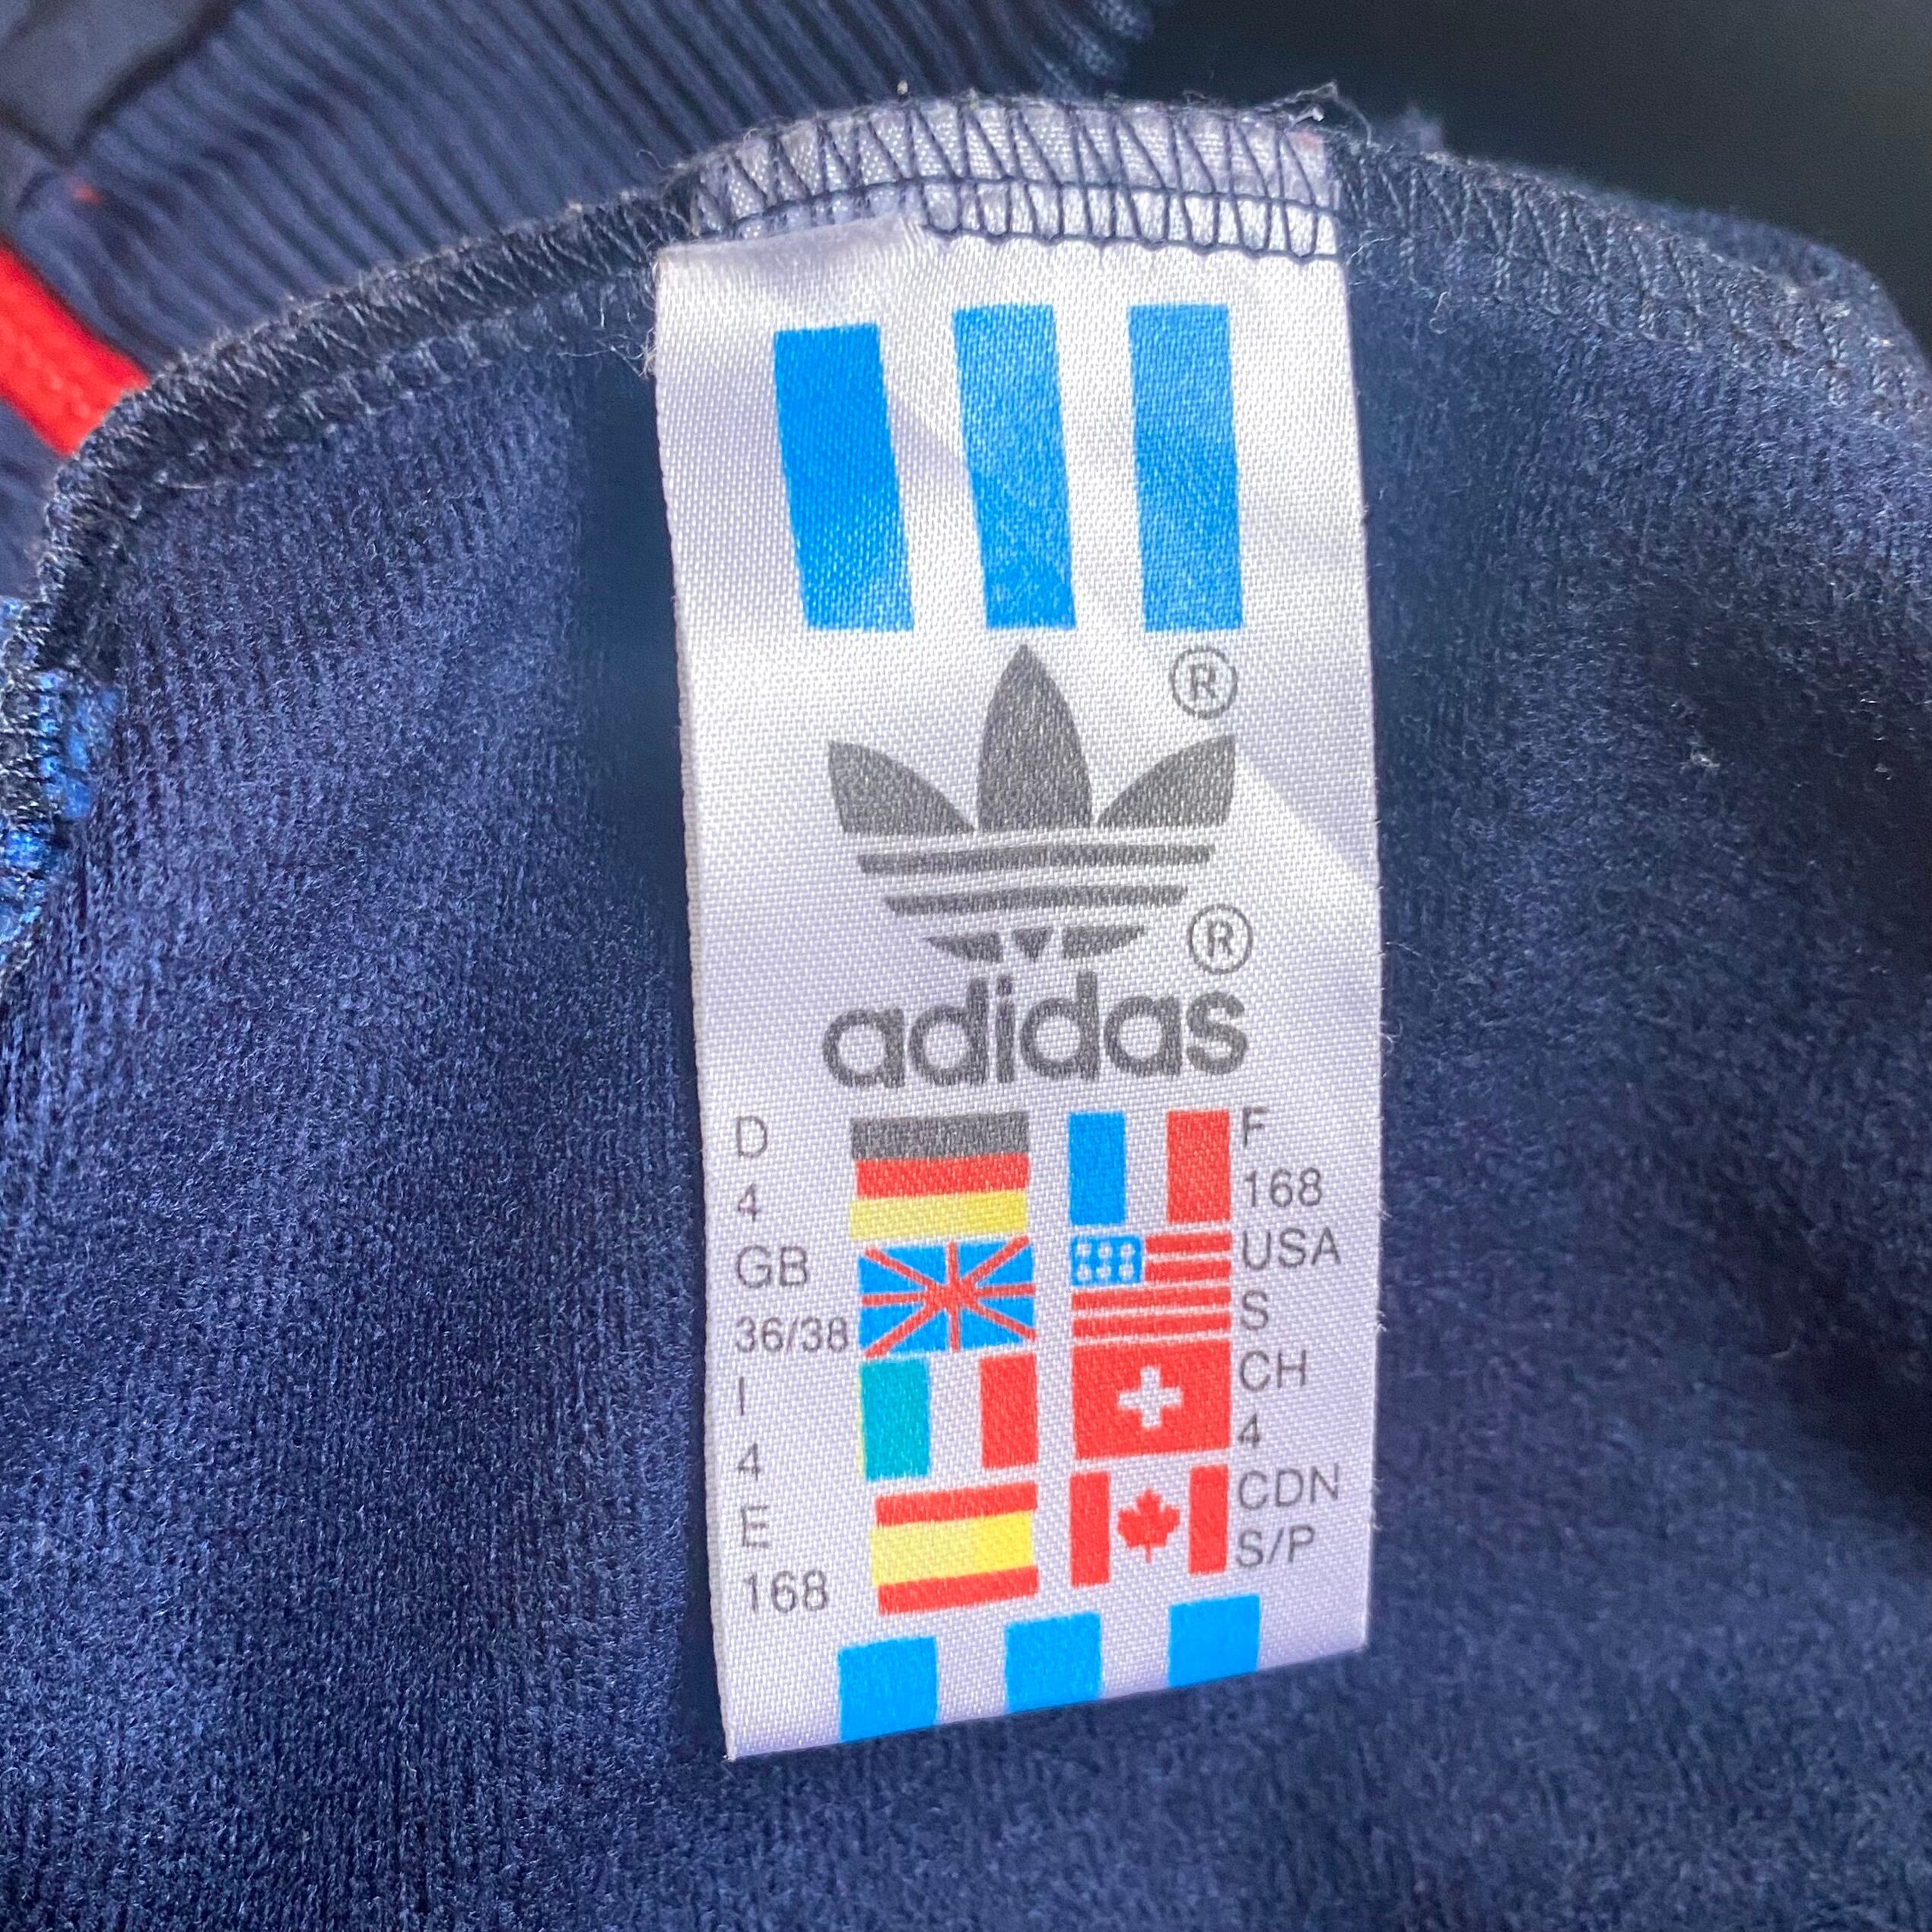 ®
®
adidas
D
4
GB
36/38
I
4
E
168
F
168
USA
S
CH
4
CDN
S/P